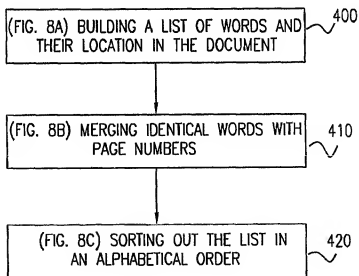 (FIG. 8A) BUILDING A LIST OF WORDS AND
THEIR LOCATION IN THE DOCUMENT
400
(FIG. 8B) MERGING IDENTICAL WORDS WITH
PAGE NUMBERS
410
(FIG. 8C) SORTING OUT THE LIST IN
AN ALPHABETICAL ORDER
420